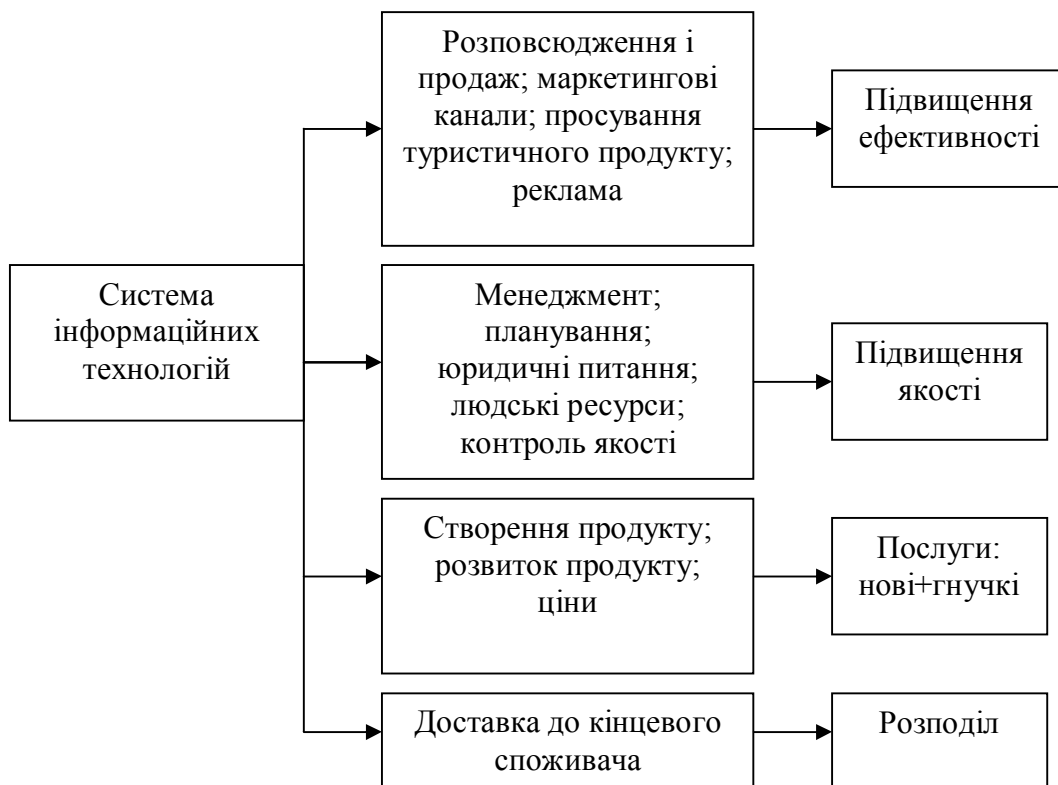 Система
інформаційних
технологій
Розповсюдження і
продаж; маркетингові
канали; просування
туристичного продукту;
реклама
Підвищення
ефективності
Менеджмент;
планування;
юридичні питання;
людські ресурси;
контроль якості
Підвищення
якості
Створення продукту;
розвиток продукту;
ціни
Послуги:
нові+гнучкі
Доставка до кінцевого
споживача
Розподіл